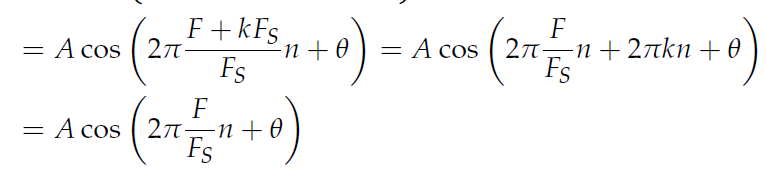 = A cos (2π (F + kF_S)/F_S n + θ) = A cos (2π F/F_S n + 2πkn + θ)
= A cos (2π F/F_S n + θ)